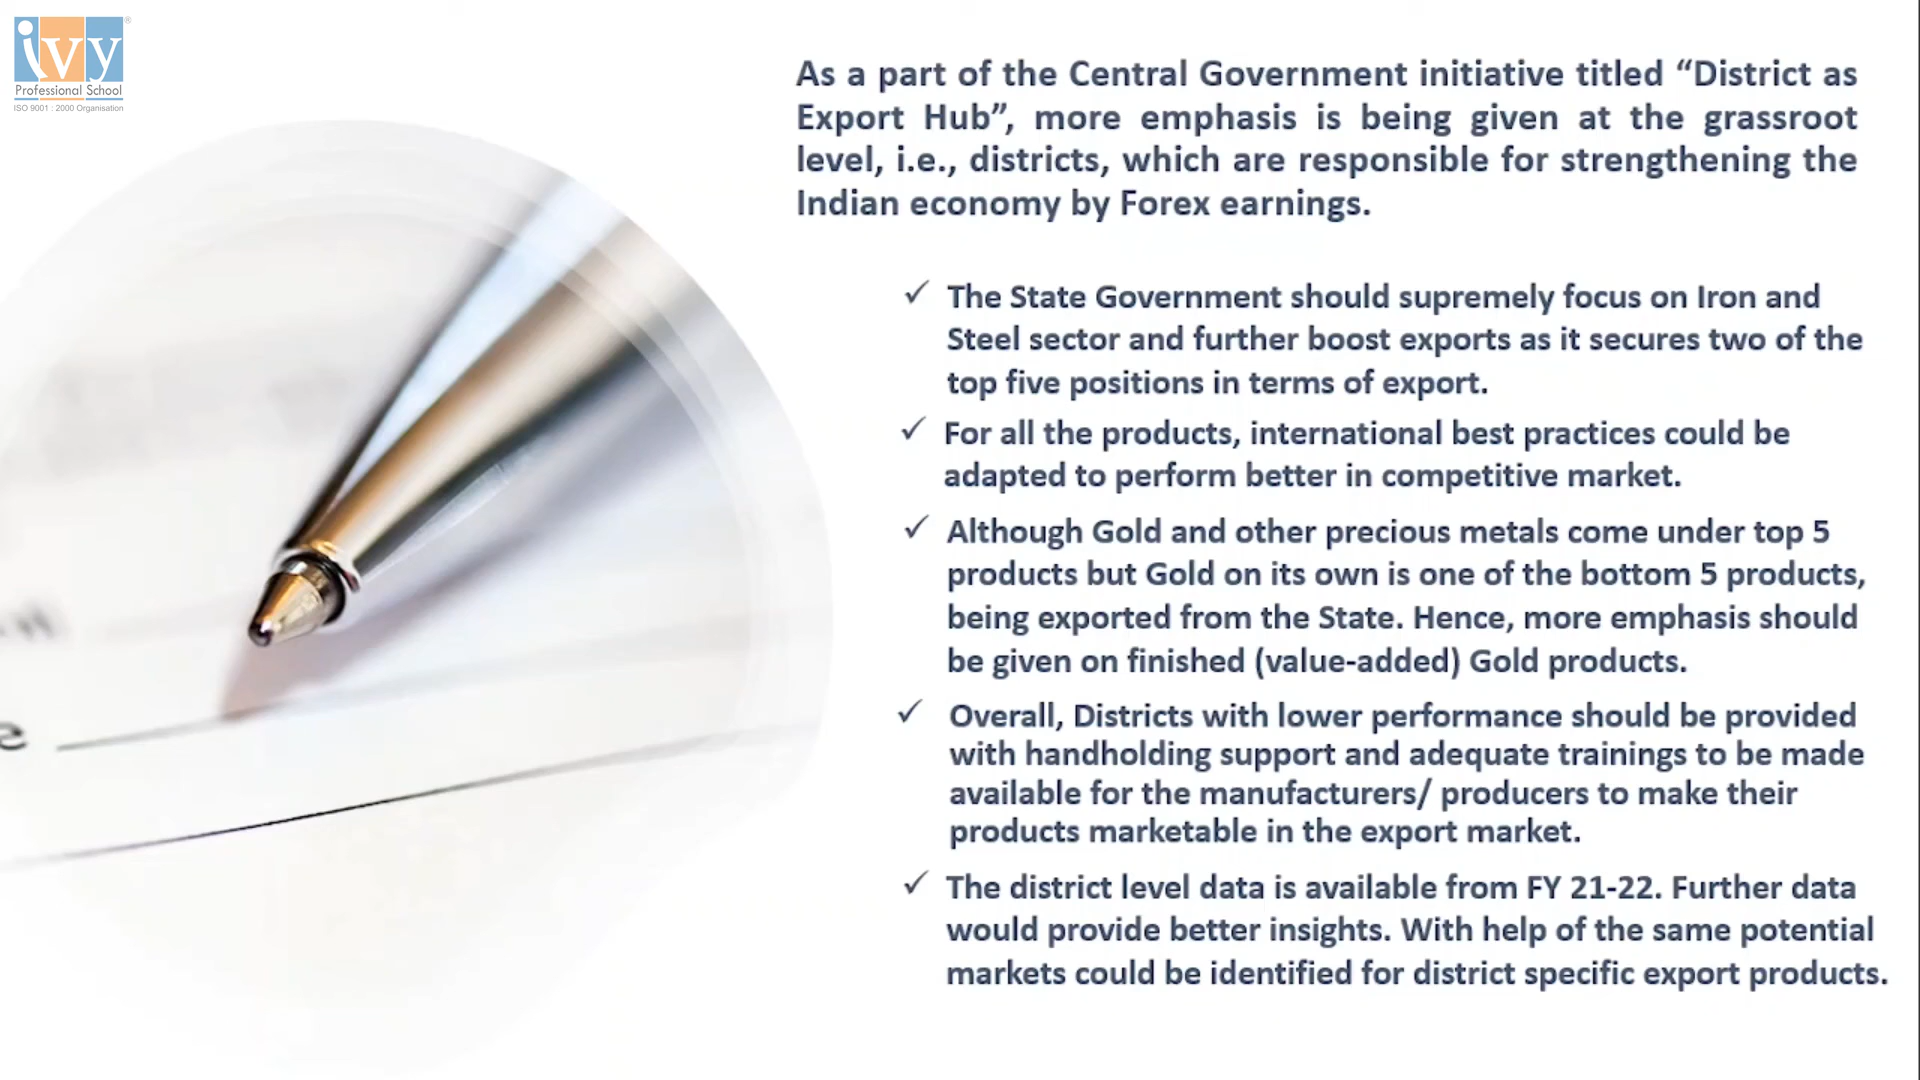 ivy
Professional School
ISO 9001 : 2000 Organisation
As a part of the Central Government initiative titled “District as
Export Hub”, more emphasis is being given at the grassroot
level, i.e., districts, which are responsible for strengthening the
Indian economy by Forex earnings.
✓ The State Government should supremely focus on Iron and
Steel sector and further boost exports as it secures two of the
top five positions in terms of export.
✓ For all the products, international best practices could be
adapted to perform better in competitive market.
✓ Although Gold and other precious metals come under top 5
products but Gold on its own is one of the bottom 5 products,
being exported from the State. Hence, more emphasis should
be given on finished (value-added) Gold products.
✓ Overall, Districts with lower performance should be provided
with handholding support and adequate trainings to be made
available for the manufacturers/ producers to make their
products marketable in the export market.
✓ The district level data is available from FY 21-22. Further data
would provide better insights. With help of the same potential
markets could be identified for district specific export products.